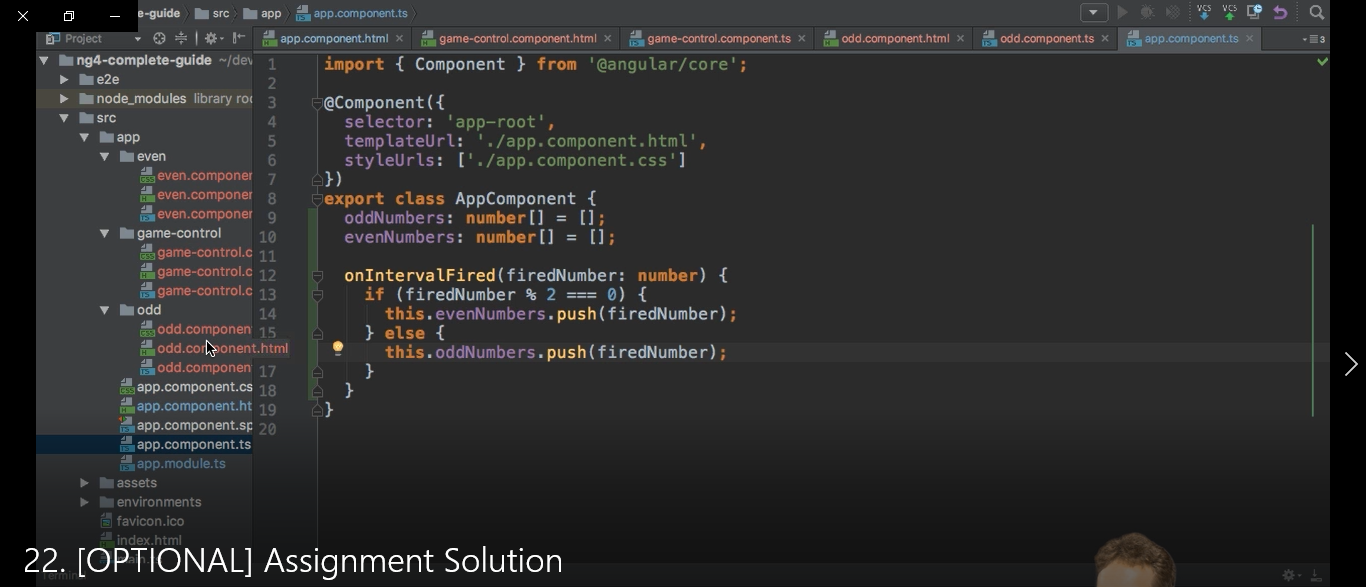 e-guide src app app.component.ts
VCS VCS
Project
app.component.html game-control.component.html game-control.component.ts odd.component.html odd.component.ts app.component.ts 3
ng4-complete-guide ~/dev
e2e
node_modules library roo
src
app
even
even.componen
even.componen
even.componen
game-control
game-control.c
game-control.c
game-control.c
odd
odd.componen
odd.component.html
odd.componen
app.component.cs
app.component.ht
app.component.sp
app.component.ts
app.module.ts
assets
environments
favicon.ico
index.html
1 import { Component } from '@angular/core';
2
3 @Component({
4 selector: 'app-root',
5 templateUrl: './app.component.html',
6 styleUrls: ['./app.component.css']
7 })
8 export class AppComponent {
9 oddNumbers: number[] = [];
10 evenNumbers: number[] = [];
11
12 onIntervalFired(firedNumber: number) {
13 if (firedNumber % 2 === 0) {
14 this.evenNumbers.push(firedNumber);
15 } else {
this.oddNumbers.push(firedNumber);
17 }
18 }
19 }
20
22. [OPTIONAL] Assignment Solution